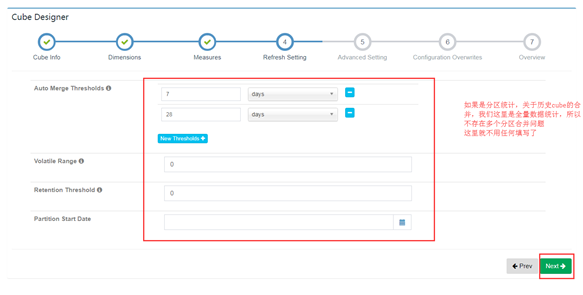 Cube Designer
4
5
6
7
Cube Info
Dimensions
Measures
Refresh Setting
Advanced Setting
Configuration Overwrites
Overview
Auto Merge Thresholds
7
days
28
days
New Thresholds
如果是分区统计，关于历史cube的合
并，我们这里是全量数据统计，所以
不存在多个分区合并问题
这里就不用任何填写了
Volatile Range
0
Retention Threshold
0
Partition Start Date
Prev
Next